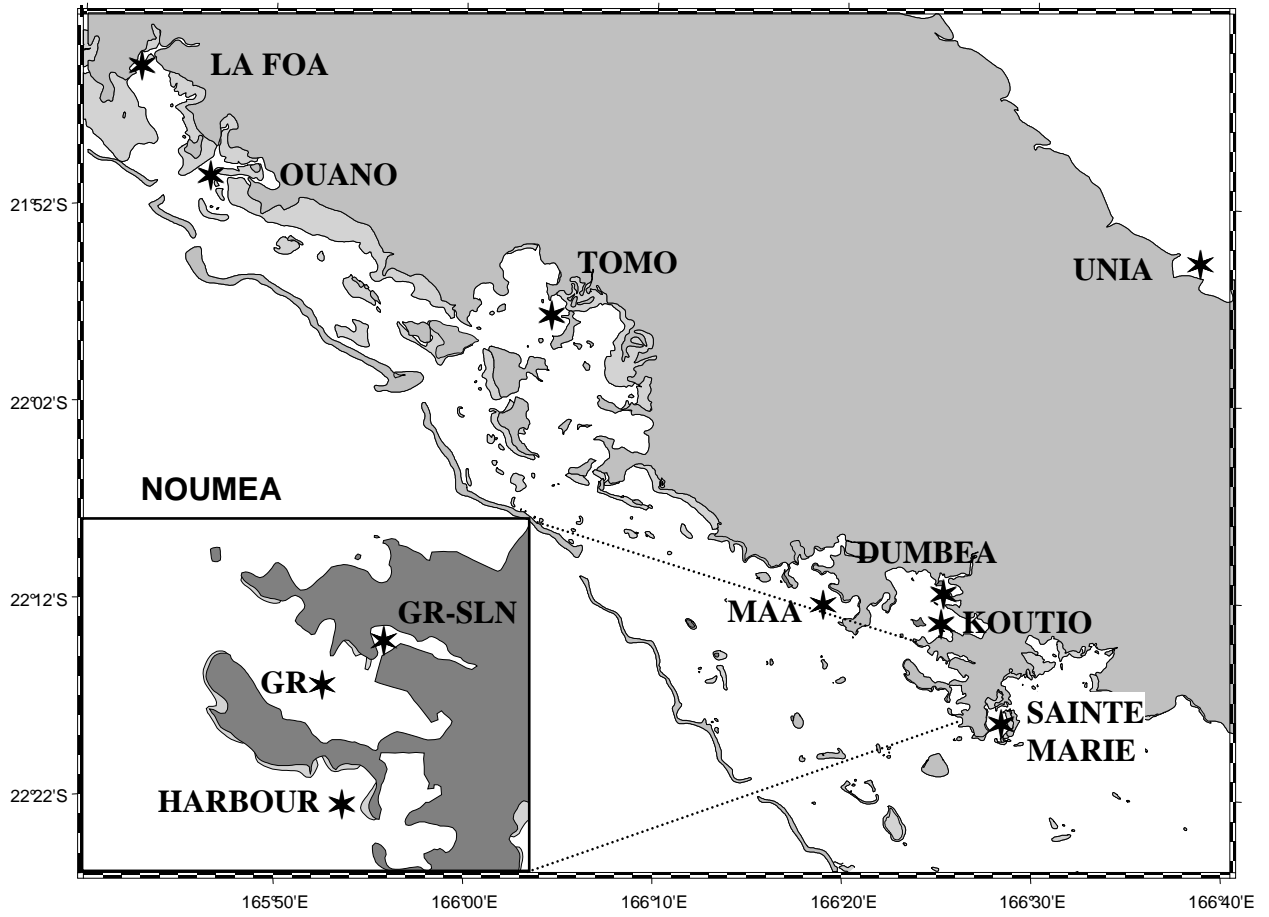 LA FOA
OUANO
21°52'S
TOMO
UNIA
22°02'S
NOUMEA
DUMBEA
22°12'S
MAA
KOUTIO
GR-SLN
GR
SAINTE
MARIE
HARBOUR
22°22'S
165°50'E
166°00'E
166°10'E
166°20'E
166°30'E
166°40'E